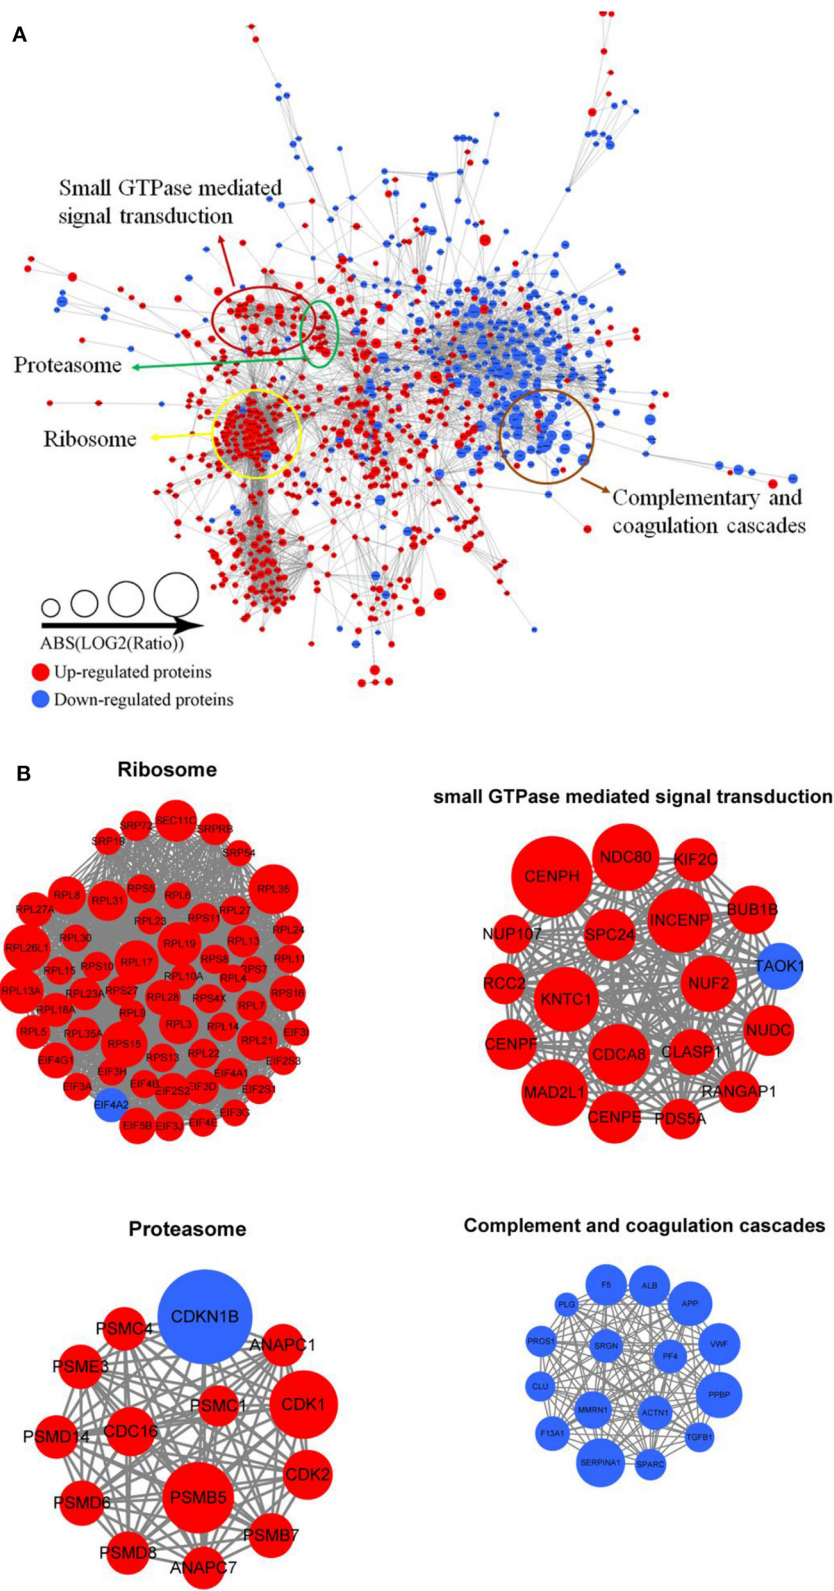 A
Small GTPase mediated
signal transduction
Proteasome
Ribosome
Complementary and
coagulation cascades
ABS(LOG2(Ratio))
Up-regulated proteins
Down-regulated proteins
B
Ribosome
SEC11C
SRP72
SRPRB
SRP19
SRP54
RPL36
RPL8
RPL31
RPS5
RPL6
RPL27A
RPL23
RPS11
RPL27
RPL24
RPL26L1
RPL30
RPL19
RPL13
RPL15
RPS10
RPL17
RPS8
RPS7
RPL11
RPL10A
RPL4
RPL13A
RPL23A
RPS27
RPL28
RPS4X
RPL7
RPS16
RPL18A
RPL9
RPL3
RPL14
RPL5
RPL35A
RPS15
RPL21
EIF3I
EIF4G1
RPS13
RPL22
EIF2S3
EIF3H
EIF4A1
EIF3A
EIF4B
EIF2S2
EIF3D
EIF2S1
EIF4A2
EIF3G
EIF5B
EIF3J
EIF4E
small GTPase mediated signal transduction
NDC80
KIF2C
CENPH
INCENP
BUB1B
NUP107
SPC24
TAOK1
RCC2
KNTC1
NUF2
CENPF
CDCA8
CLASP1
NUDC
MAD2L1
RANGAP1
CENPE
PDS5A
Proteasome
CDKN1B
PSMC4
ANAPC1
PSME3
PSMC1
CDK1
PSMD14
CDC16
CDK2
PSMD6
PSMB5
PSMB7
PSMD8
ANAPC7
Complement and coagulation cascades
F5
ALB
PLG
APP
PROS1
SRGN
PF4
VWF
CLU
PPBP
MMRN1
ACTN1
F13A1
TGFB1
SERPINA1
SPARC